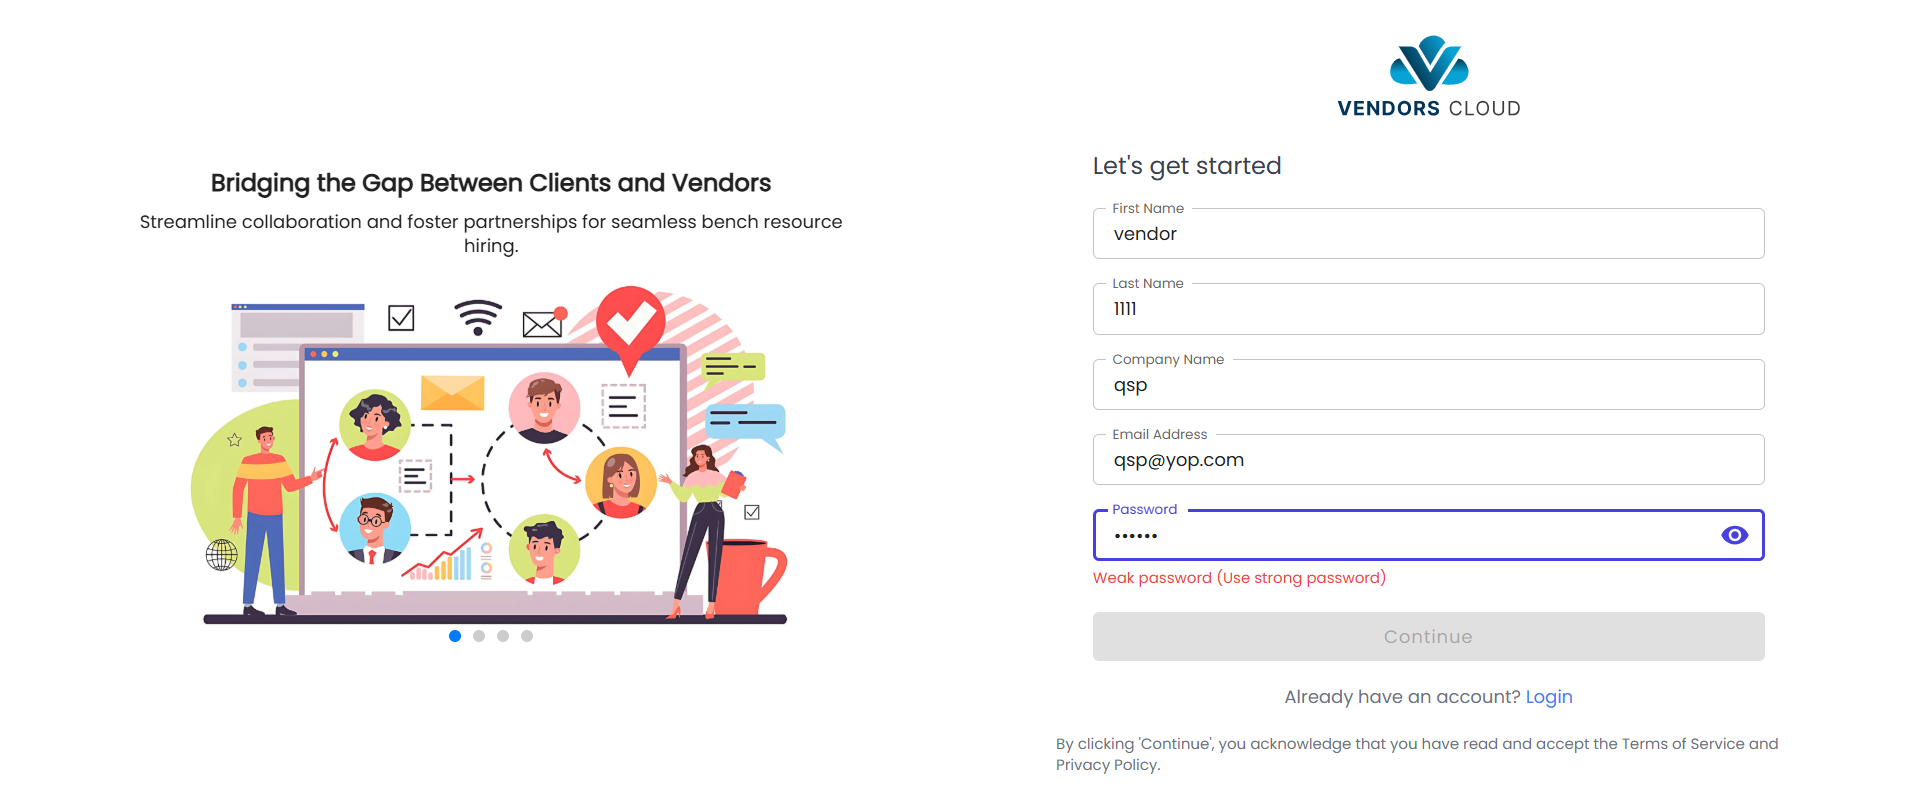 Bridging the Gap Between Clients and Vendors
Streamline collaboration and foster partnerships for seamless bench resource
hiring.
VENDORS CLOUD
Let's get started
First Name
vendor
Last Name
1111
Company Name
qsp
Email Address
qsp@yop.com
Password
••••••
Weak password (Use strong password)
Continue
Already have an account? Login
By clicking 'Continue', you acknowledge that you have read and accept the Terms of Service and
Privacy Policy.